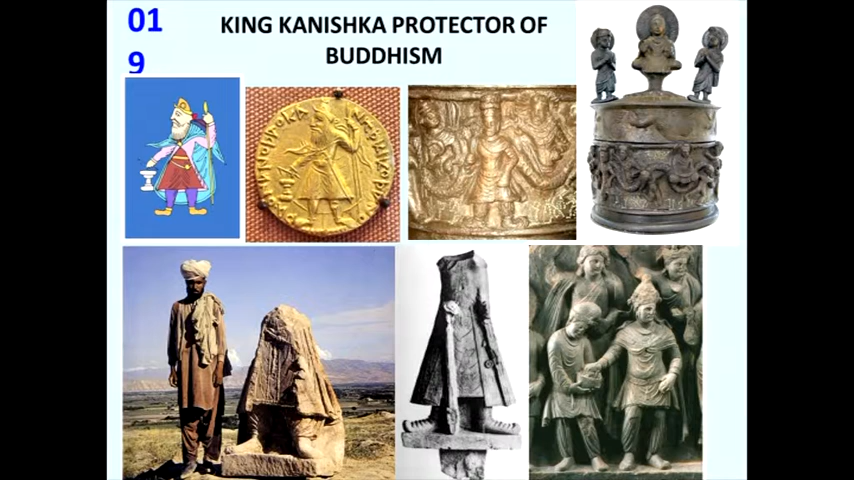 01
9
KING KANISHKA PROTECTOR OF
BUDDHISM